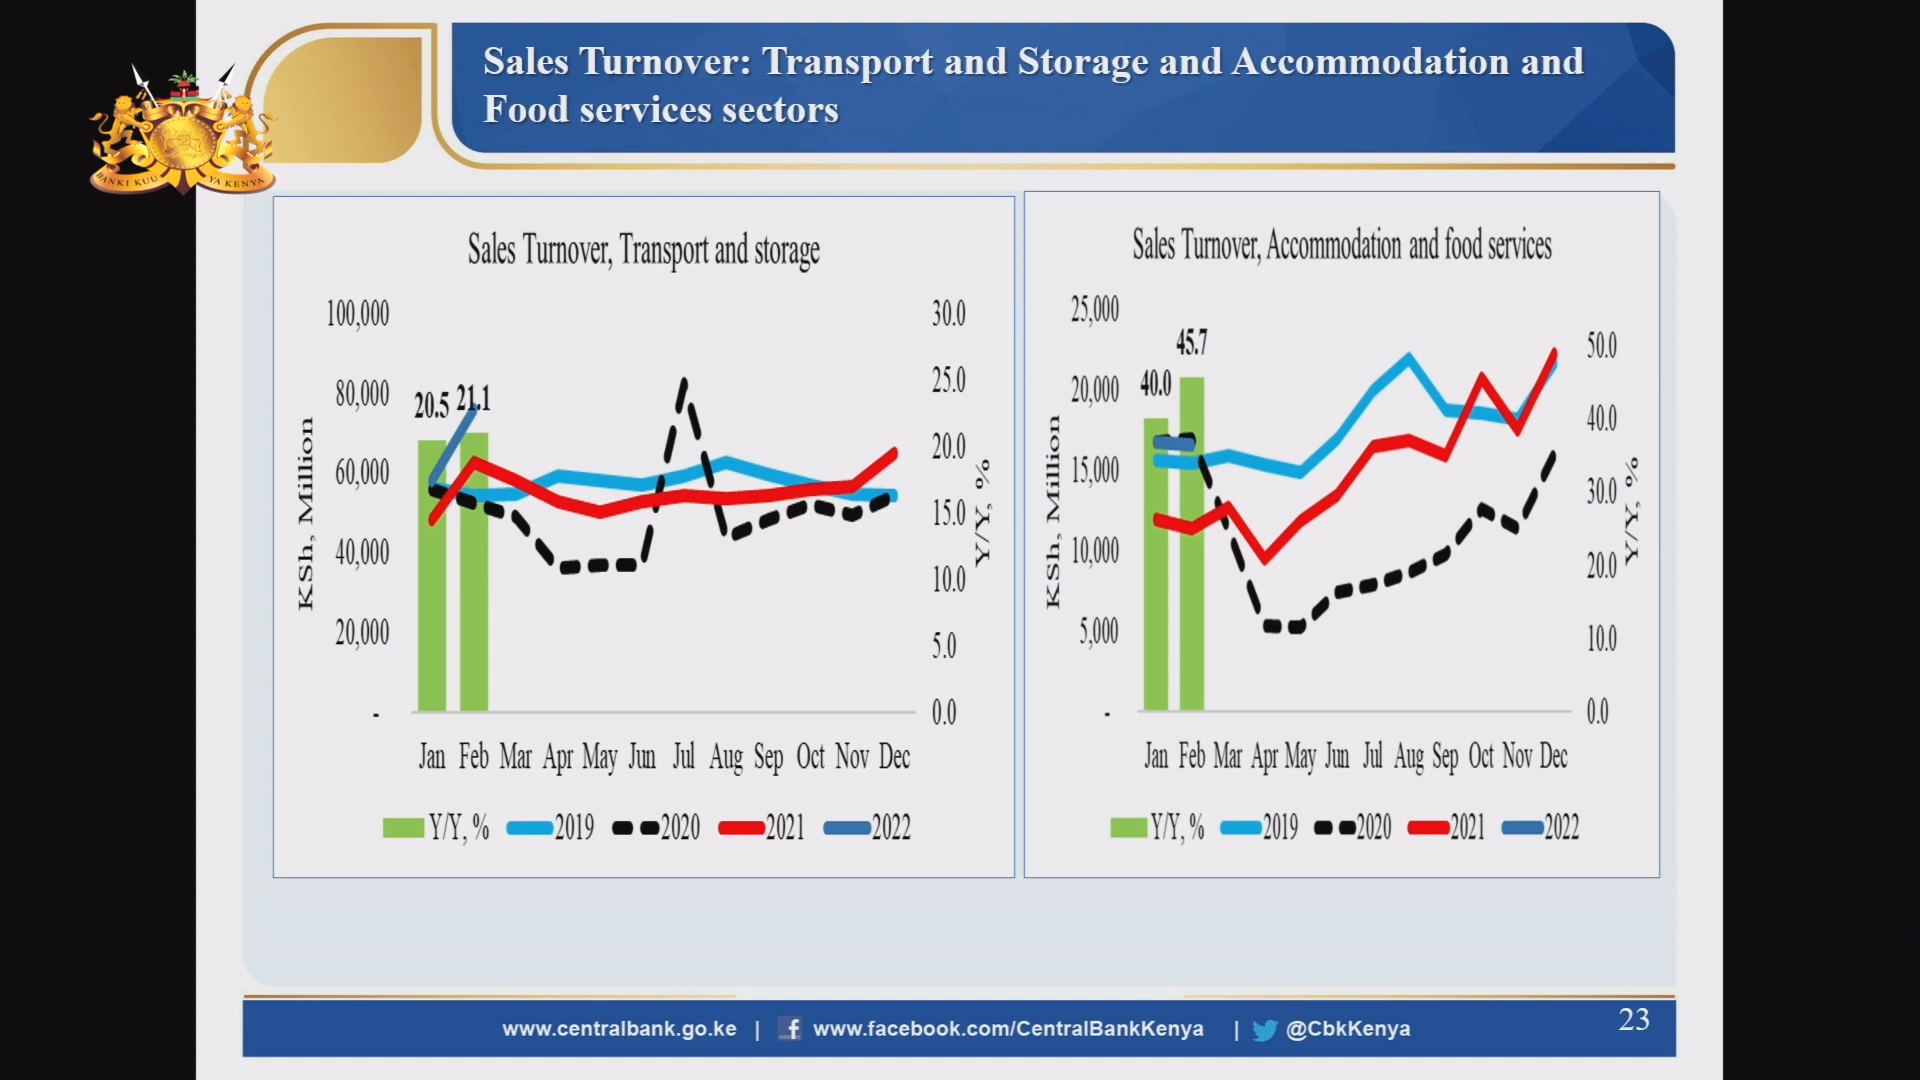 Sales Turnover: Transport and Storage and Accommodation and
Food services sectors
BANKI KUU YA KENYA
Sales Turnover, Transport and storage
100,000
80,000
60,000
40,000
20,000
-
KSh, Million
20.5 21.1
30.0
25.0
20.0
15.0
10.0
5.0
0.0
Y/Y, %
Jan Feb Mar Apr May Jun Jul Aug Sep Oct Nov Dec
Y/Y, % 2019 2020 2021 2022
Sales Turnover, Accommodation and food services
25,000
20,000
15,000
10,000
5,000
-
KSh, Million
45.7
40.0
50.0
40.0
30.0
20.0
10.0
0.0
Y/Y, %
Jan Feb Mar Apr May Jun Jul Aug Sep Oct Nov Dec
Y/Y, % 2019 2020 2021 2022
www.centralbank.go.ke | f www.facebook.com/CentralBankKenya | @CbkKenya
23